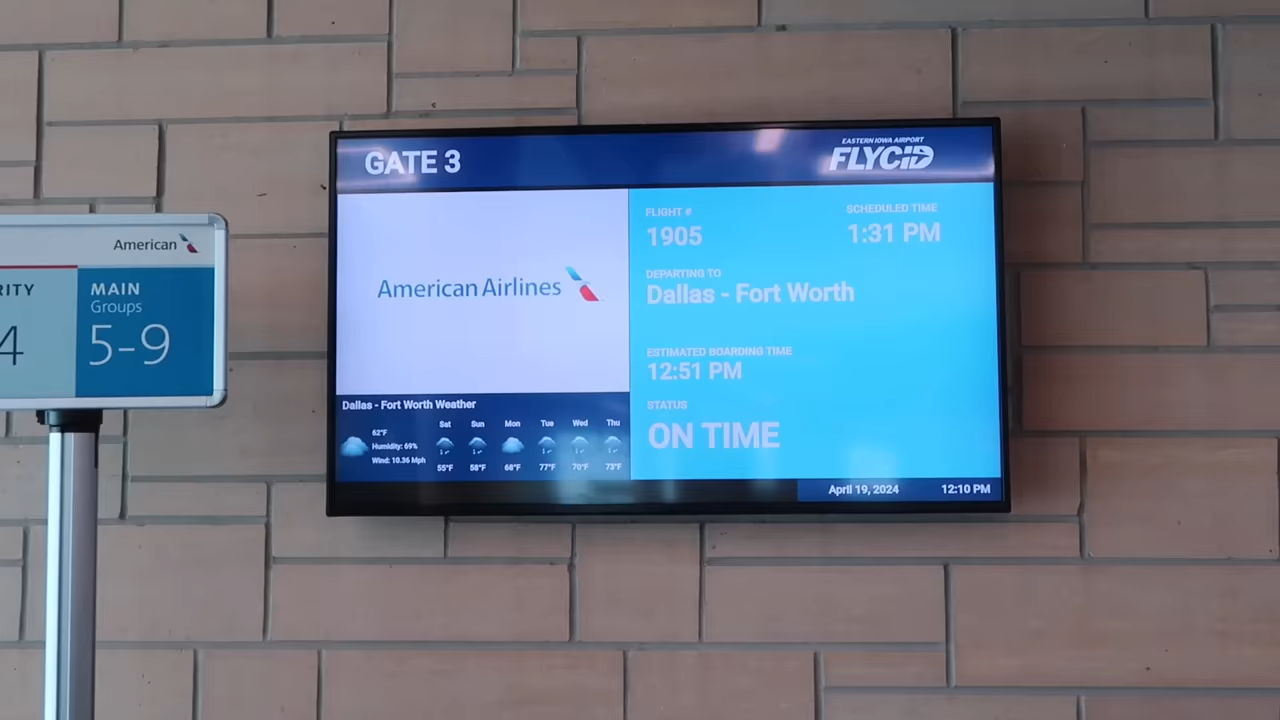 GATE 3
EASTERN IOWA AIRPORT
FLYCID
American
RITY
4
MAIN
Groups
5-9
American Airlines
FLIGHT #
SCHEDULED TIME
1905
1:31 PM
DEPARTING TO
Dallas - Fort Worth
ESTIMATED BOARDING TIME
12:51 PM
STATUS
ON TIME
Dallas - Fort Worth Weather
62°F
Humidity: 69%
Wind: 10.36 Mph
Sat Sun Mon Tue Wed Thu
55°F 58°F 68°F 77°F 70°F 73°F
April 19, 2024 12:10 PM